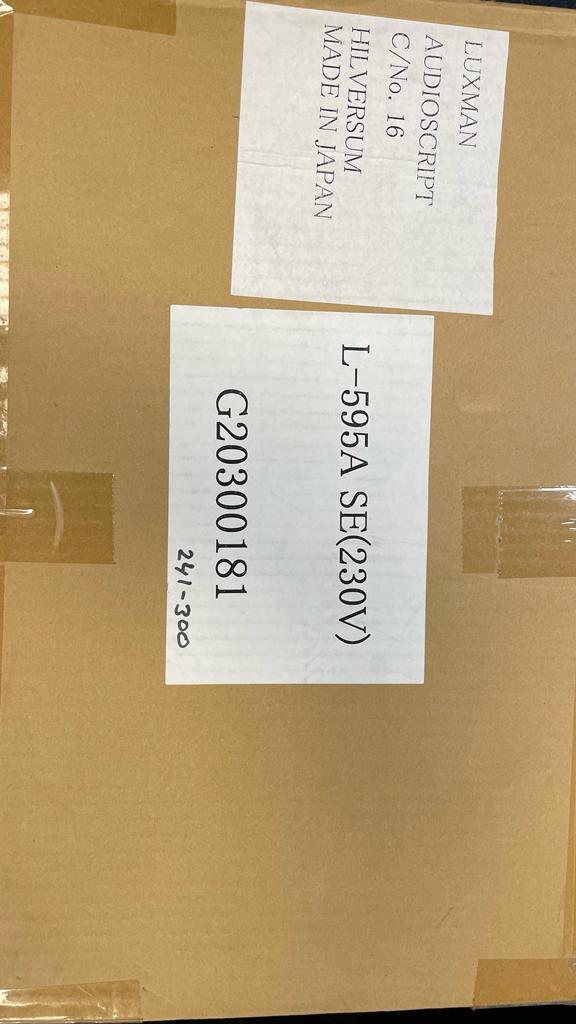 LUXMAN
AUDIOSCRIPT
C/No. 16
HILVERSUM
MADE IN JAPAN
L-595A SE(230V)
G20300181
241-300